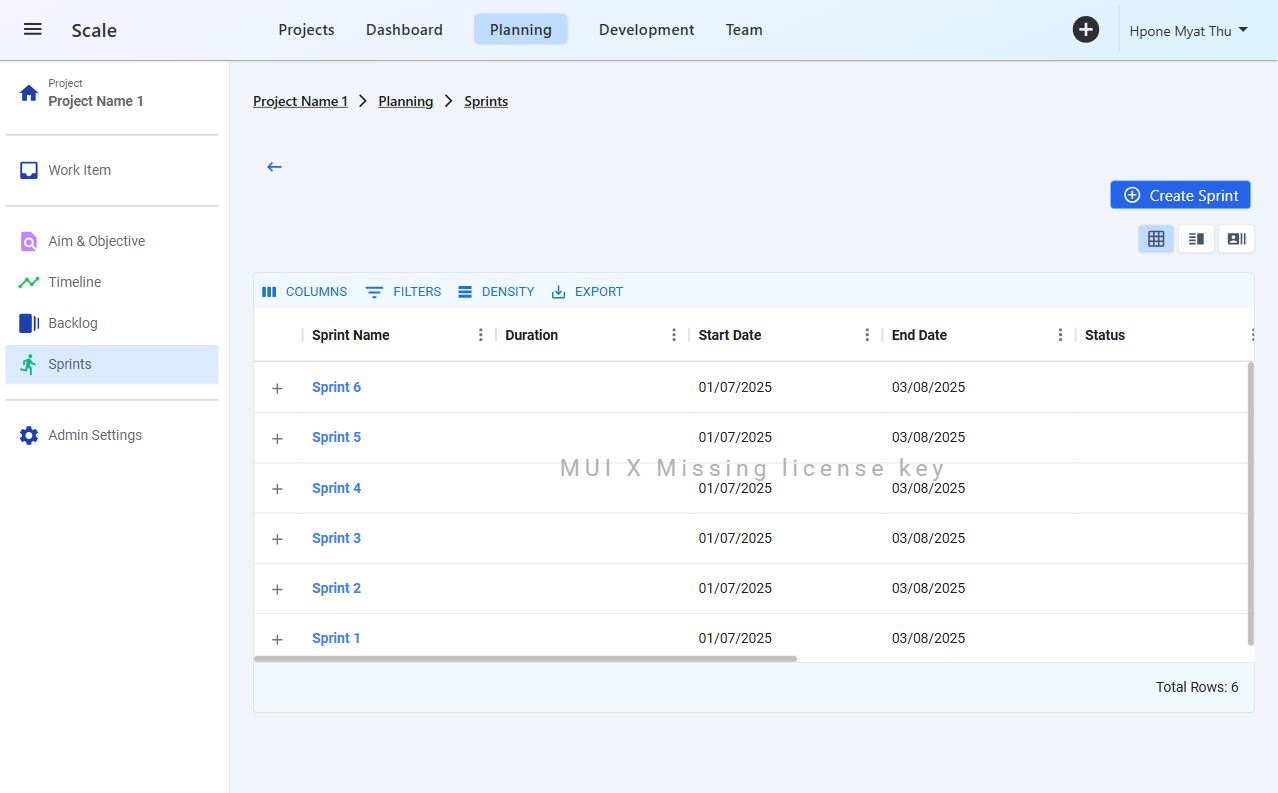 Scale Projects Dashboard Planning Development Team Hpone Myat Thu
Project
Project Name 1
Work Item
Aim & Objective
Timeline
Backlog
Sprints
Admin Settings
Project Name 1 Planning Sprints
Create Sprint
COLUMNS FILTERS DENSITY EXPORT
Sprint Name Duration Start Date End Date Status
Sprint 6 01/07/2025 03/08/2025
Sprint 5 01/07/2025 03/08/2025
MUI X Missing license key
Sprint 4 01/07/2025 03/08/2025
Sprint 3 01/07/2025 03/08/2025
Sprint 2 01/07/2025 03/08/2025
Sprint 1 01/07/2025 03/08/2025
Total Rows: 6